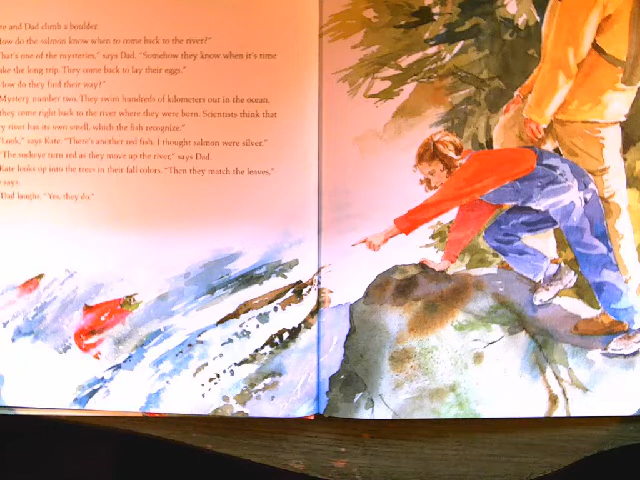 te and Dad climb a boulder.
ow do the salmon know when to come back to the river?"
hat's one of the mysteries," says Dad. "Somehow they know when it's time
ake the long trip. They come back to lay their eggs."
ow do they find their way?"
Mystery number two. They swim hundreds of kilometers out in the ocean,
they come right back to the river where they were born. Scientists think that
y river has its own smell, which the fish recognize."
"Look," says Kate. "There's another red fish. I thought salmon were silver."
"The sockeye turn red as they move up the river," says Dad.
Kate looks up into the trees in their fall colors. "Then they match the leaves,"
says.
Dad laughs. "Yes, they do."